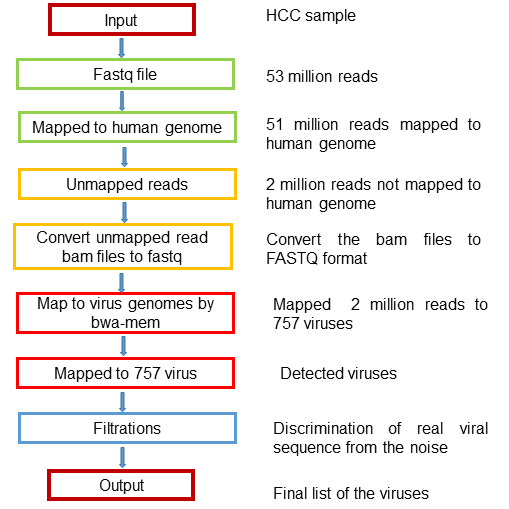 Input
HCC sample
Fastq file
53 million reads
Mapped to human genome
51 million reads mapped to
human genome
Unmapped reads
2 million reads not mapped to
human genome
Convert unmapped read
bam files to fastq
Convert the bam files to
FASTQ format
Map to virus genomes by
bwa-mem
Mapped 2 million reads to
757 viruses
Mapped to 757 virus
Detected viruses
Filtrations
Discrimination of real viral
sequence from the noise
Output
Final list of the viruses